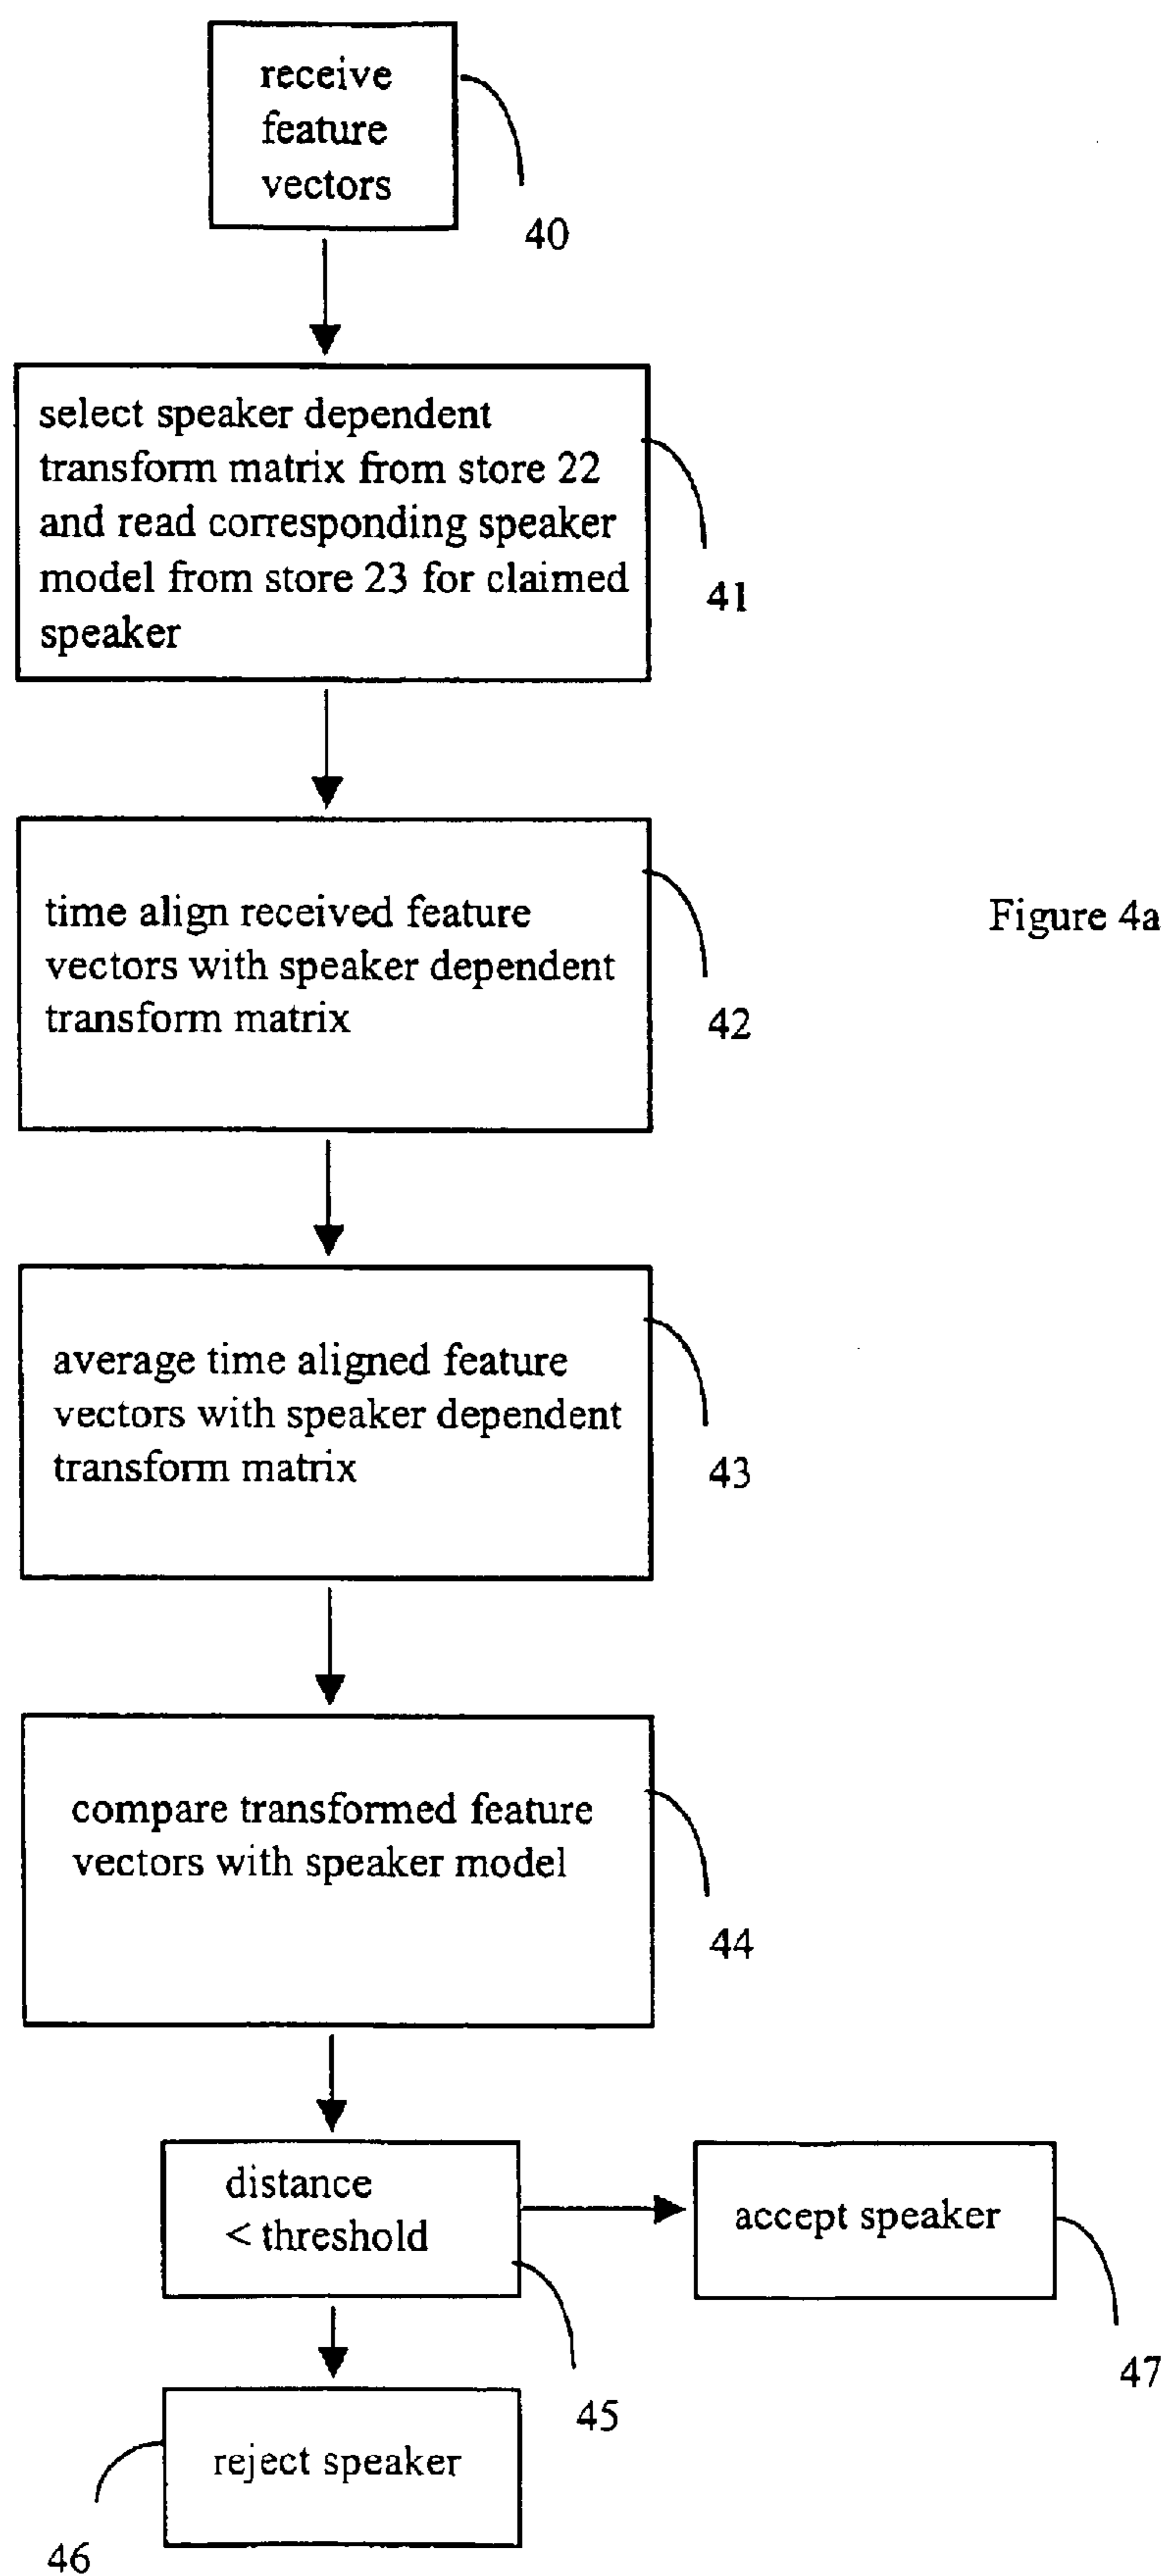 receive
feature
vectors
40
select speaker dependent
transform matrix from store 22
and read corresponding speaker
model from store 23 for claimed
speaker
41
time align received feature
vectors with speaker dependent
transform matrix
42
Figure 4a
average time aligned feature
vectors with speaker dependent
transform matrix
43
compare transformed feature
vectors with speaker model
44
distance
< threshold
45
accept speaker
47
reject speaker
46